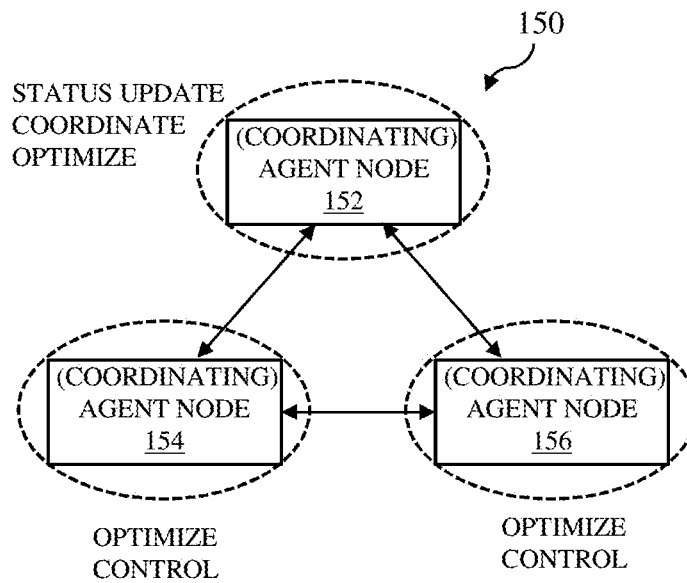 150
STATUS UPDATE
COORDINATE
OPTIMIZE
(COORDINATING)
AGENT NODE
152
(COORDINATING)
AGENT NODE
154
(COORDINATING)
AGENT NODE
156
OPTIMIZE
CONTROL
OPTIMIZE
CONTROL